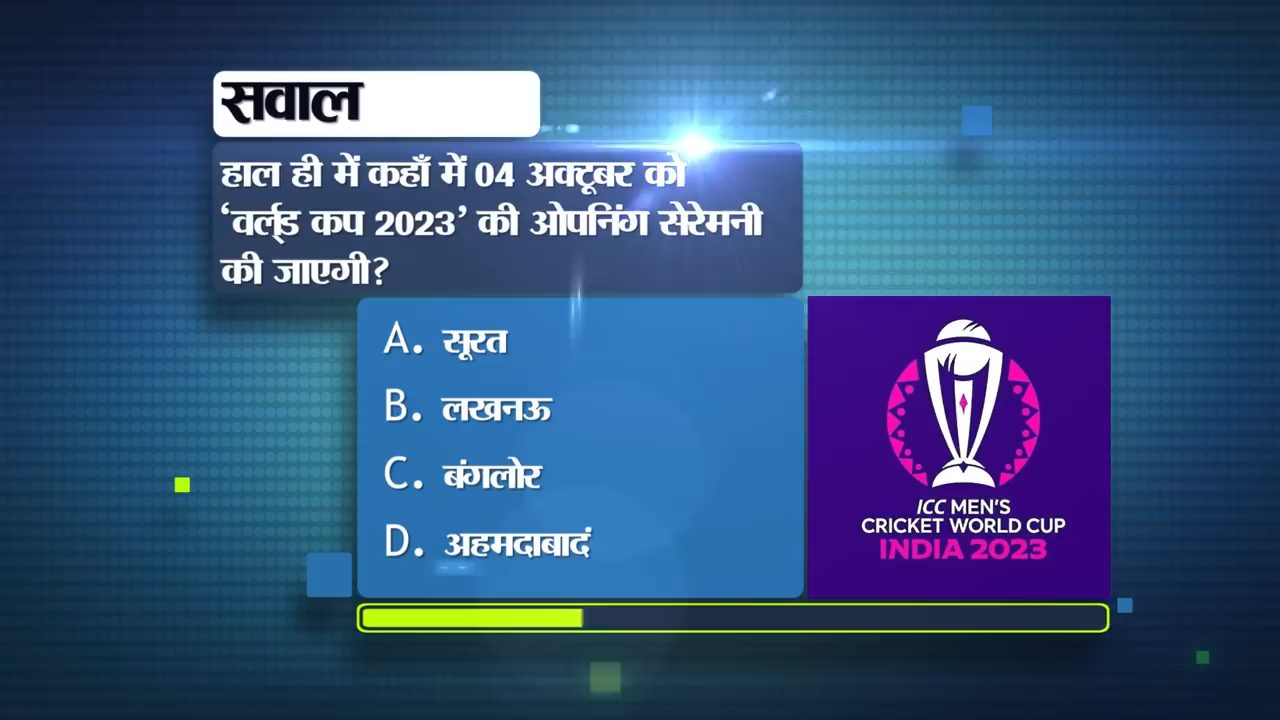 सवाल
हाल ही में कहाँ में 04 अक्टूबर को
‘वर्ल्ड कप 2023’ की ओपनिंग सेरेमनी
की जाएगी?
A. सूरत
B. लखनऊ
C. बंगलोर
D. अहमदाबादं
ICC MEN'S
CRICKET WORLD CUP
INDIA 2023